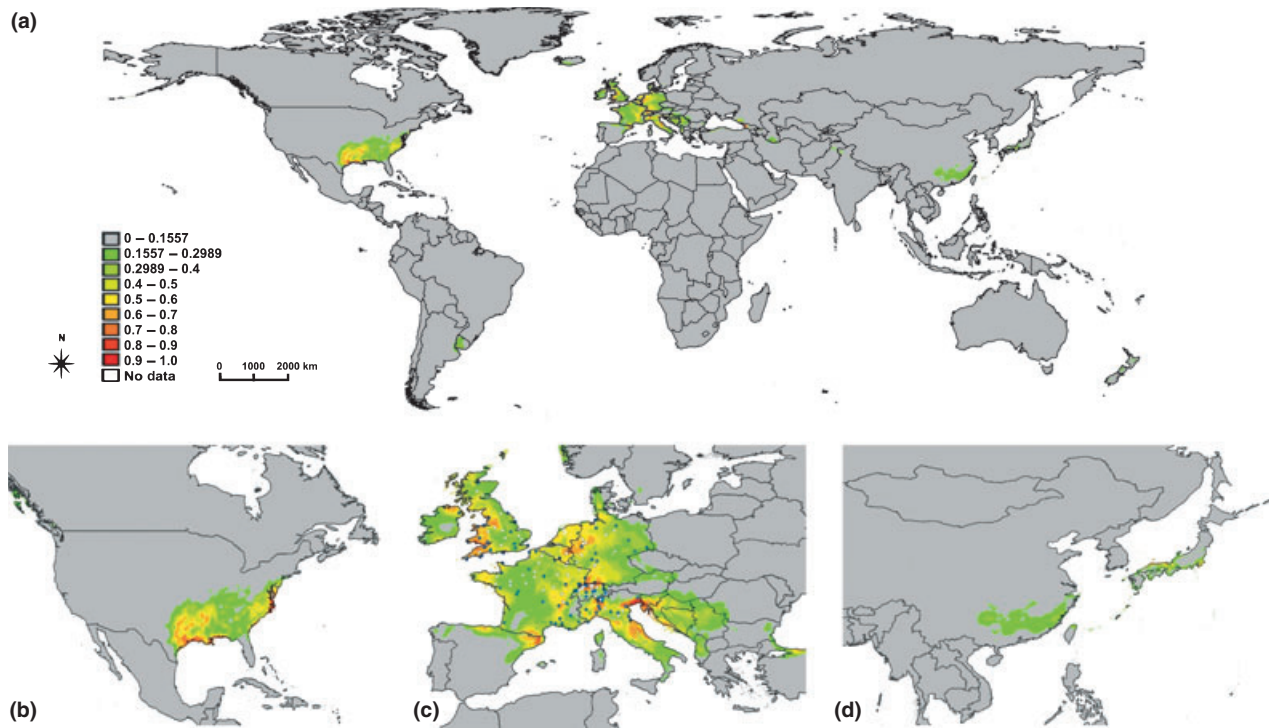 (a)
0 – 0.1557
0.1557 – 0.2989
0.2989 – 0.4
0.4 – 0.5
0.5 – 0.6
0.6 – 0.7
0.7 – 0.8
0.8 – 0.9
0.9 – 1.0
No data
N
0 1000 2000 km
(b)
(c)
(d)